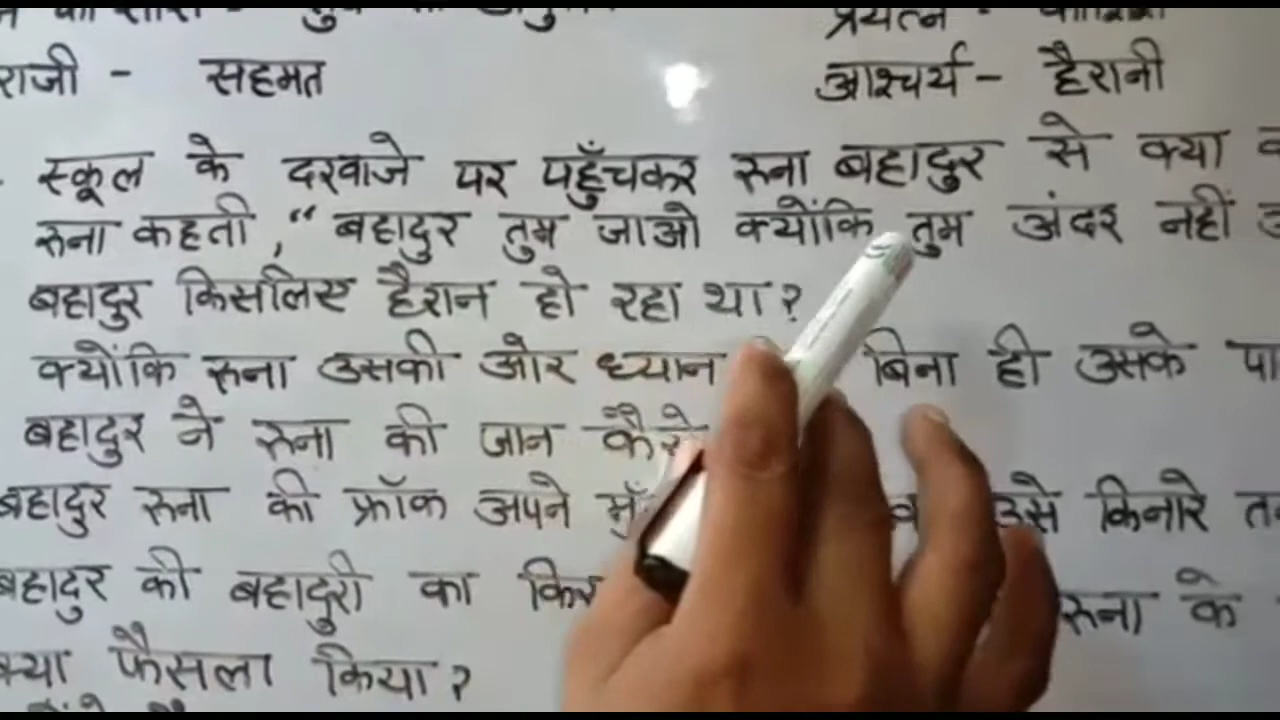 प्रयत्न -
राजी - सहमत
आश्चर्य - हैरानी
स्कूल के दरवाजे पर पहुँचकर रूना बहादुर से क्या
रूना कहती, “बहादुर तुम जाओ क्योंकि तुम अंदर नहीं
बहादुर किसलिए हैरान हो रहा था?
क्योंकि रूना उसकी ओर ध्यान बिना ही उसके
बहादुर ने रूना की जान कैसे
बहादुर रूना की फ्रॉक अपने उसे किनारे
बहादुर की बहादुरी का रूना के
क्या फैसला किया?